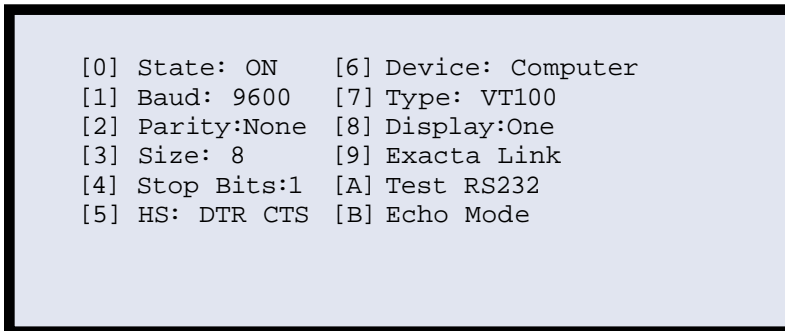 [0] State: ON [6] Device: Computer
[1] Baud: 9600 [7] Type: VT100
[2] Parity:None [8] Display:One
[3] Size: 8 [9] Exacta Link
[4] Stop Bits:1 [A] Test RS232
[5] HS: DTR CTS [B] Echo Mode